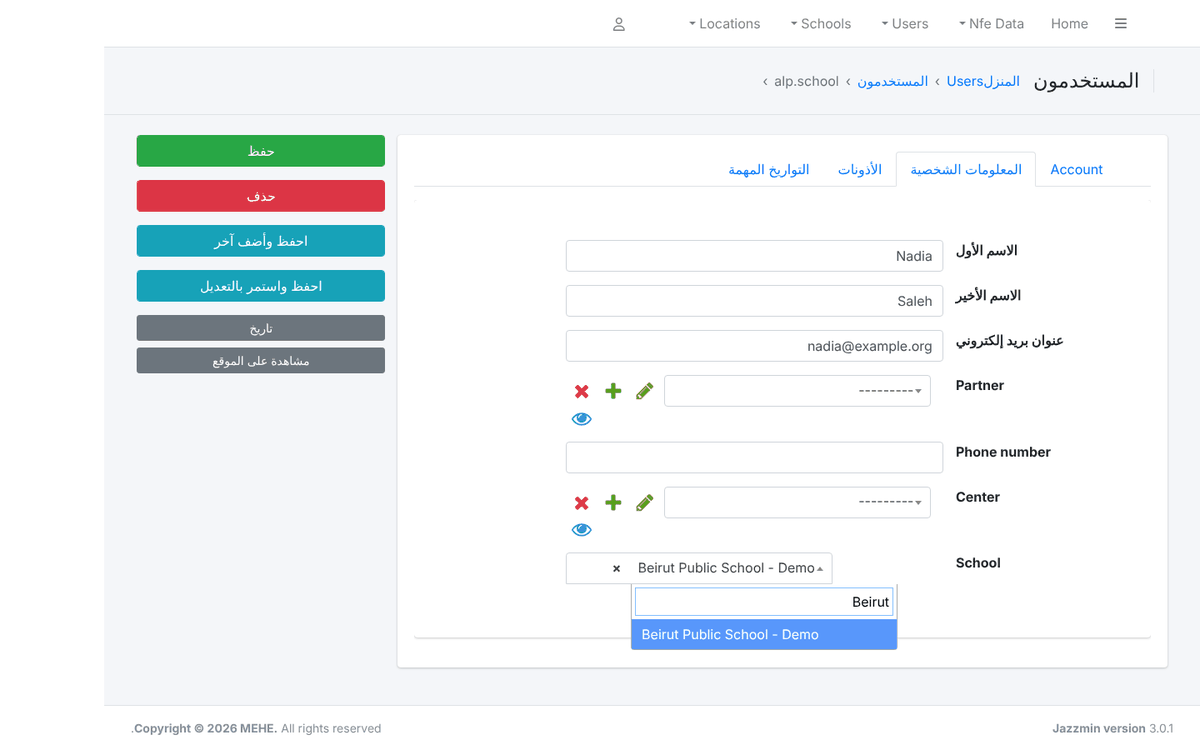 Home Nfe Data Users Schools Locations
المستخدمون
المنزل Users › المستخدمون › alp.school ›
حفظ
حذف
احفظ وأضف آخر
احفظ واستمر بالتعديل
تاريخ
مشاهدة على الموقع
Account المعلومات الشخصية الأذونات التواريخ المهمة
الاسم الأول Nadia
الاسم الأخير Saleh
عنوان بريد إلكتروني nadia@example.org
Partner ---------
Phone number
Center ---------
School Beirut Public School - Demo ×
Beirut
Beirut Public School - Demo
.Copyright © 2026 MEHE. All rights reserved
Jazzmin version 3.0.1